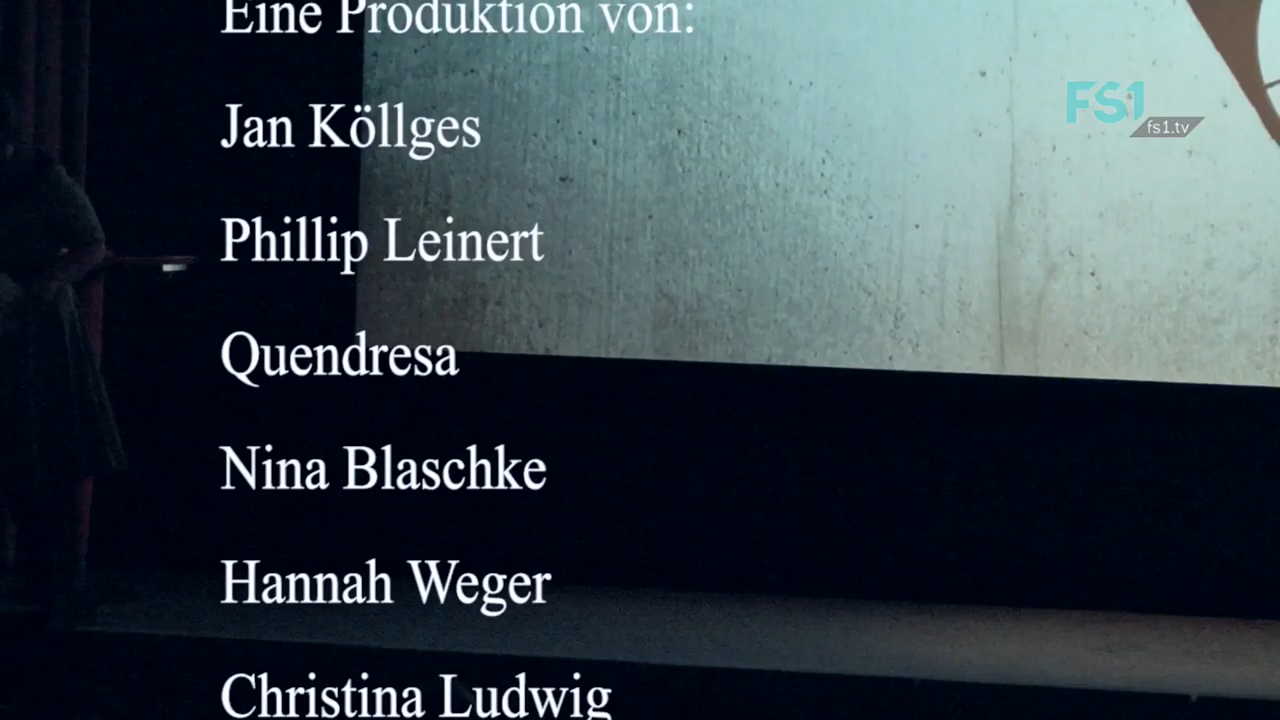 Eine Produktion von:
FS1
fs1.tv
Jan Köllges
Phillip Leinert
Quendresa
Nina Blaschke
Hannah Weger
Christina Ludwig